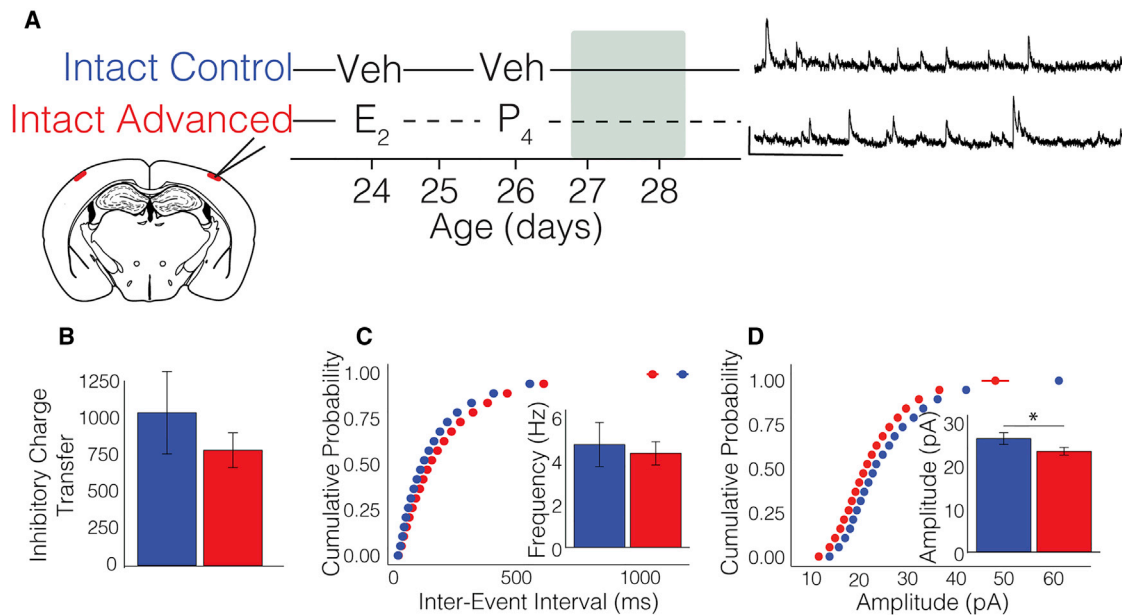 A
Intact Control Veh Veh
Intact Advanced E2 P4
24 25 26 27 28
Age (days)
B
Inhibitory Charge
Transfer
1250
1000
750
500
250
0
C
Cumulative Probability
1.00
0.75
0.50
0.25
0.00
0 500 1000
Inter-Event Interval (ms)
Frequency (Hz)
6
4
2
0
D
Cumulative Probability
1.00
0.75
0.50
0.25
0.00
10 20 30 40 50 60
Amplitude (pA)
Amplitude (pA)
30
20
10
0
*